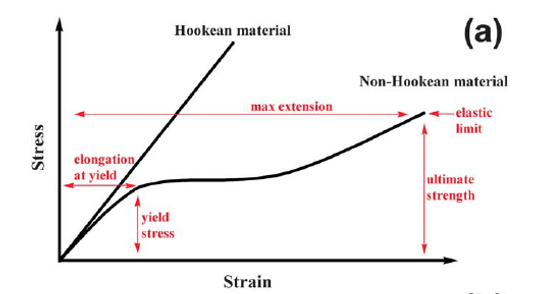 (a)
Hookean material
Non-Hookean material
max extension
elastic
limit
elongation
at yield
ultimate
strength
yield
stress
Stress
Strain